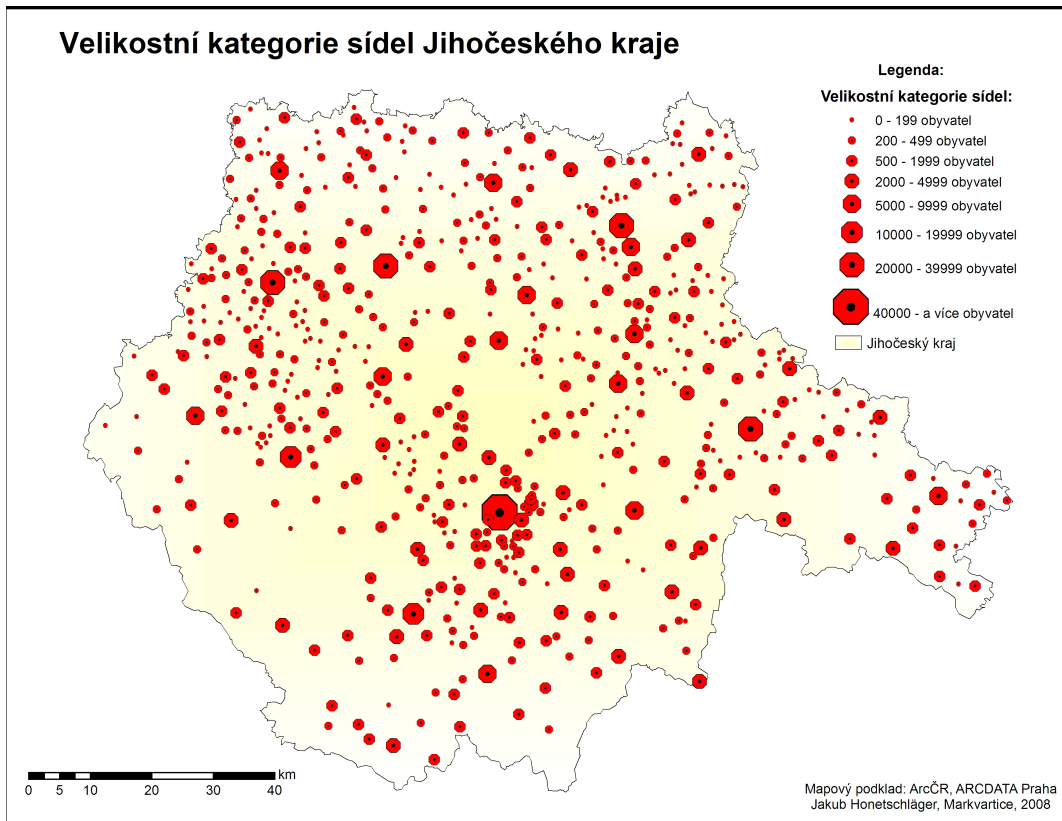 Velikostní kategorie sídel Jihočeského kraje
Legenda:
Velikostní kategorie sídel:
0 - 199 obyvatel
200 - 499 obyvatel
500 - 1999 obyvatel
2000 - 4999 obyvatel
5000 - 9999 obyvatel
10000 - 19999 obyvatel
20000 - 39999 obyvatel
40000 - a více obyvatel
Jihočeský kraj
km
0 5 10 20 30 40
Mapový podklad: ArcČR, ARCDATA Praha
Jakub Honetschläger, Markvartice, 2008